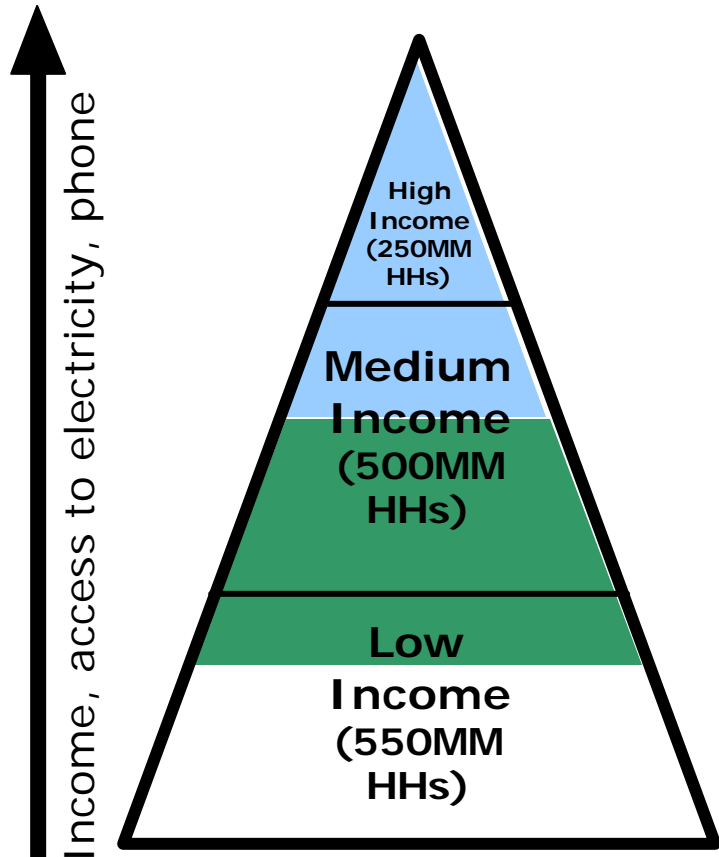 Income, access to electricity, phone
High
Income
(250MM
HHs)
Medium
Income
(500MM
HHs)
Low
Income
(550MM
HHs)